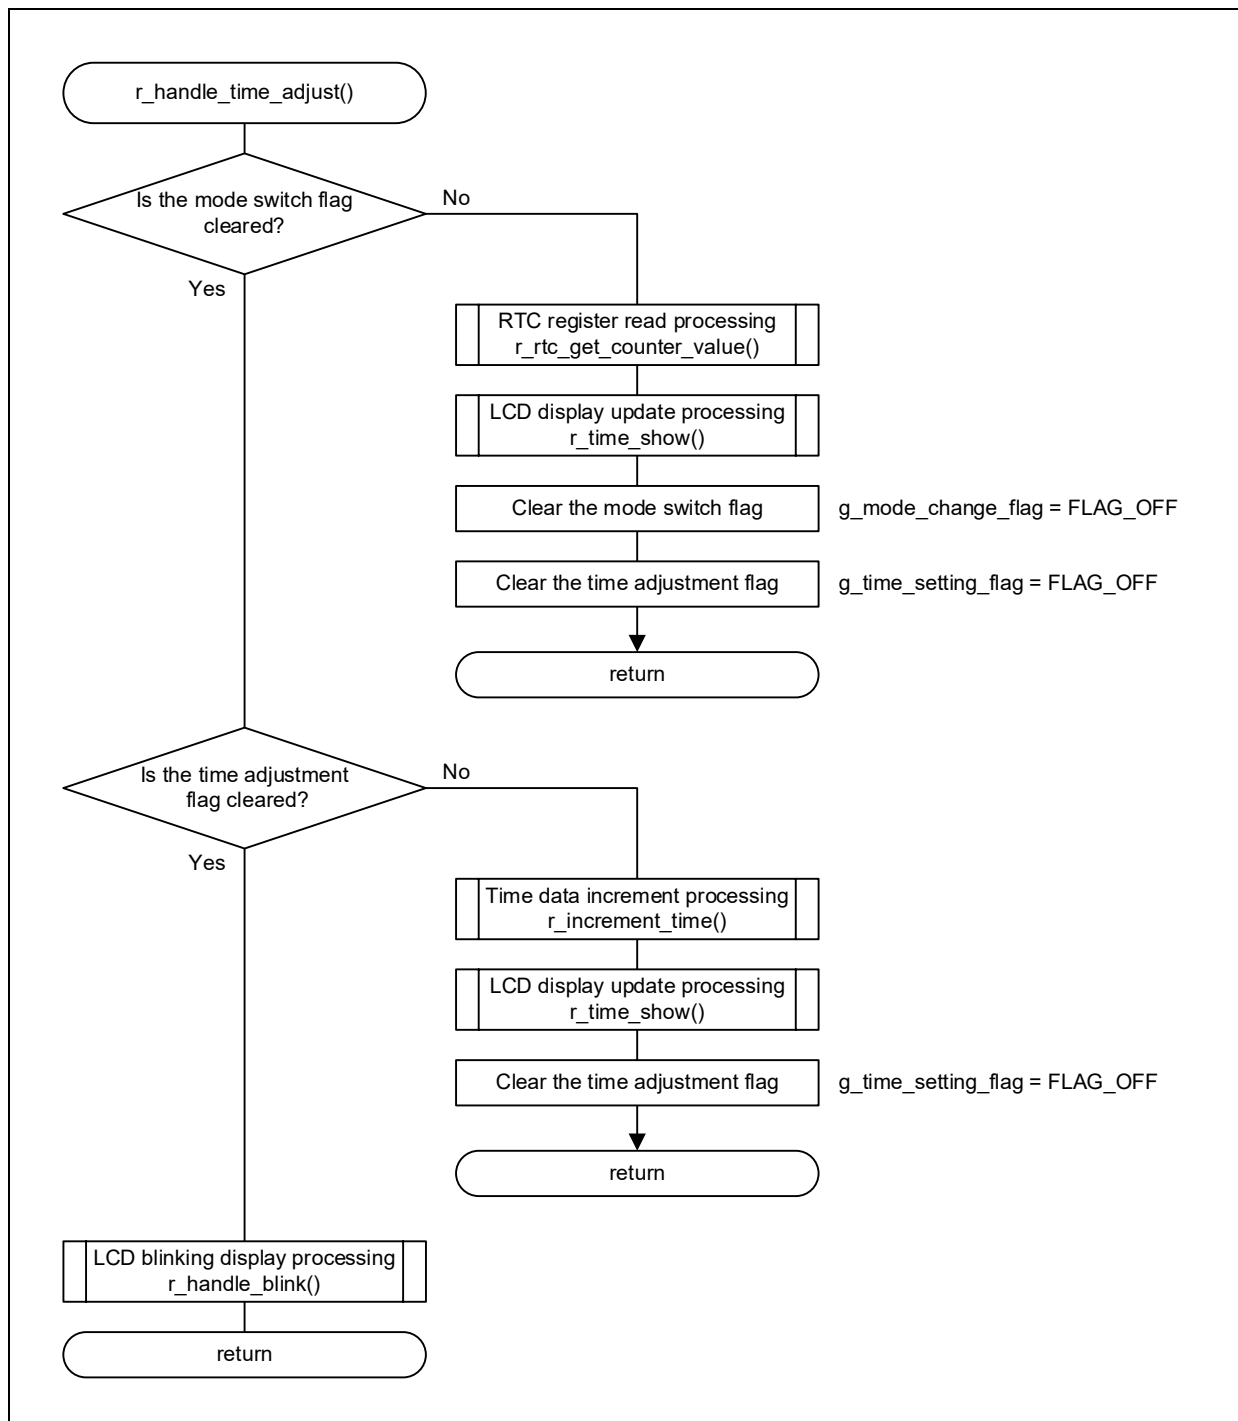 r_handle_time_adjust()
Is the mode switch flag
cleared?
No
Yes
RTC register read processing
r_rtc_get_counter_value()
LCD display update processing
r_time_show()
Clear the mode switch flag
g_mode_change_flag = FLAG_OFF
Clear the time adjustment flag
g_time_setting_flag = FLAG_OFF
return
Is the time adjustment
flag cleared?
No
Yes
Time data increment processing
r_increment_time()
LCD display update processing
r_time_show()
Clear the time adjustment flag
g_time_setting_flag = FLAG_OFF
return
LCD blinking display processing
r_handle_blink()
return